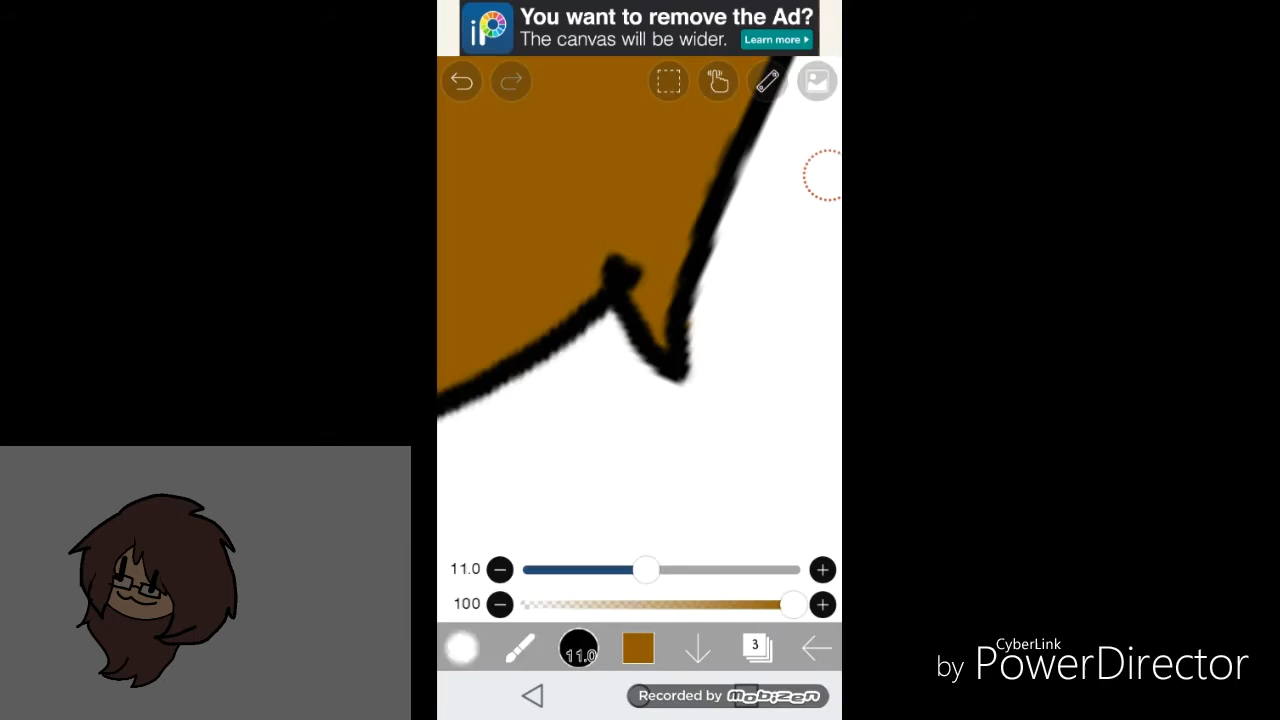 iP
You want to remove the Ad?
The canvas will be wider.
Learn more
11.0
100
11.0
3
Recorded by mobizen
CyberLink
by PowerDirector